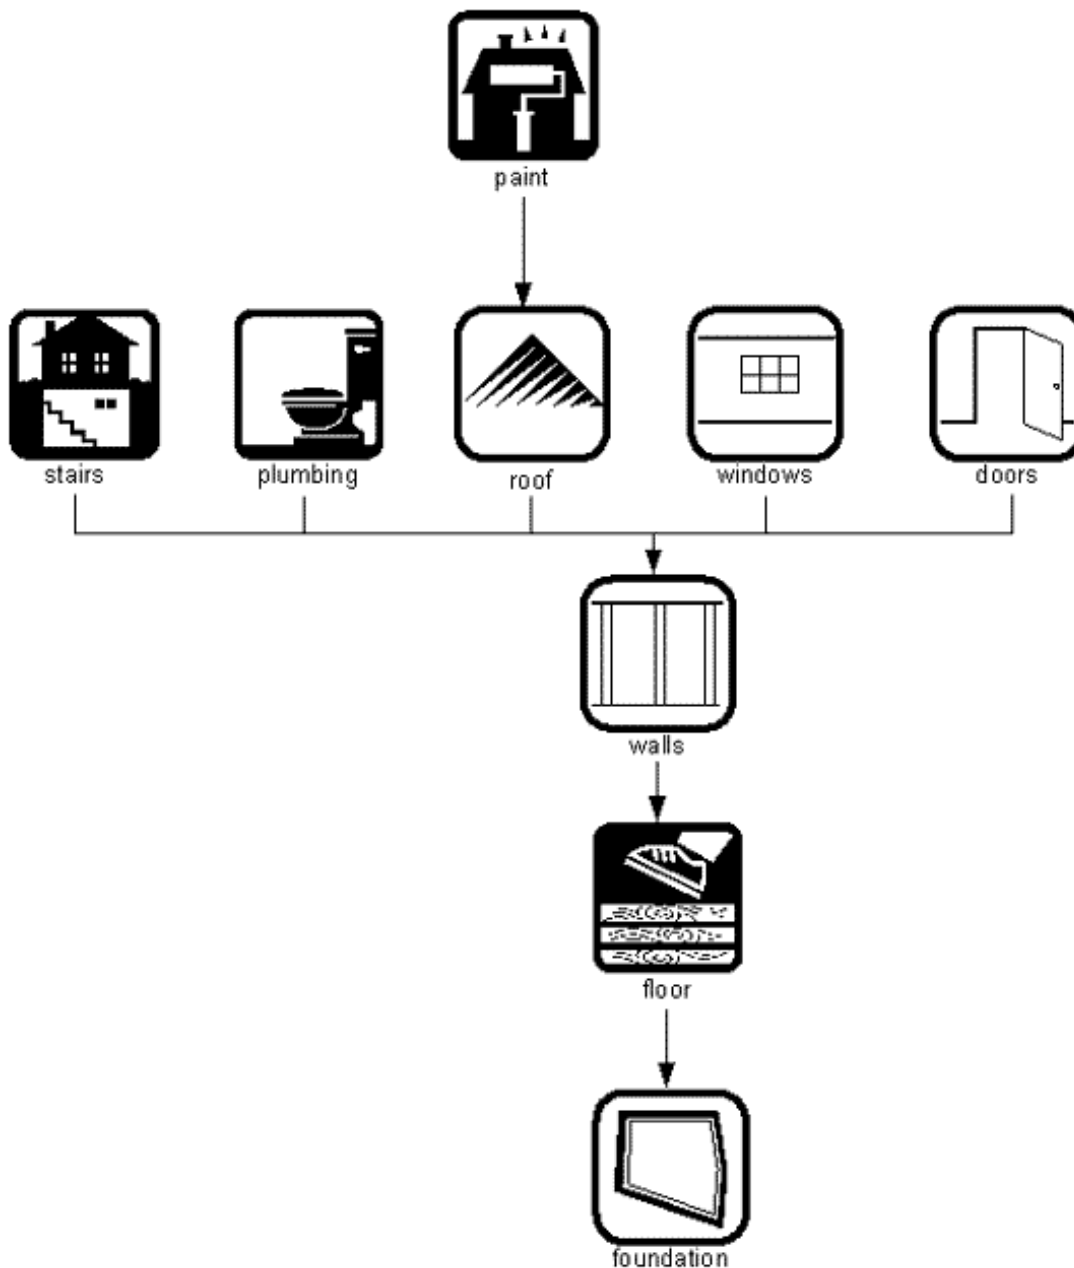 paint
stairs
plumbing
roof
windows
doors
walls
floor
foundation